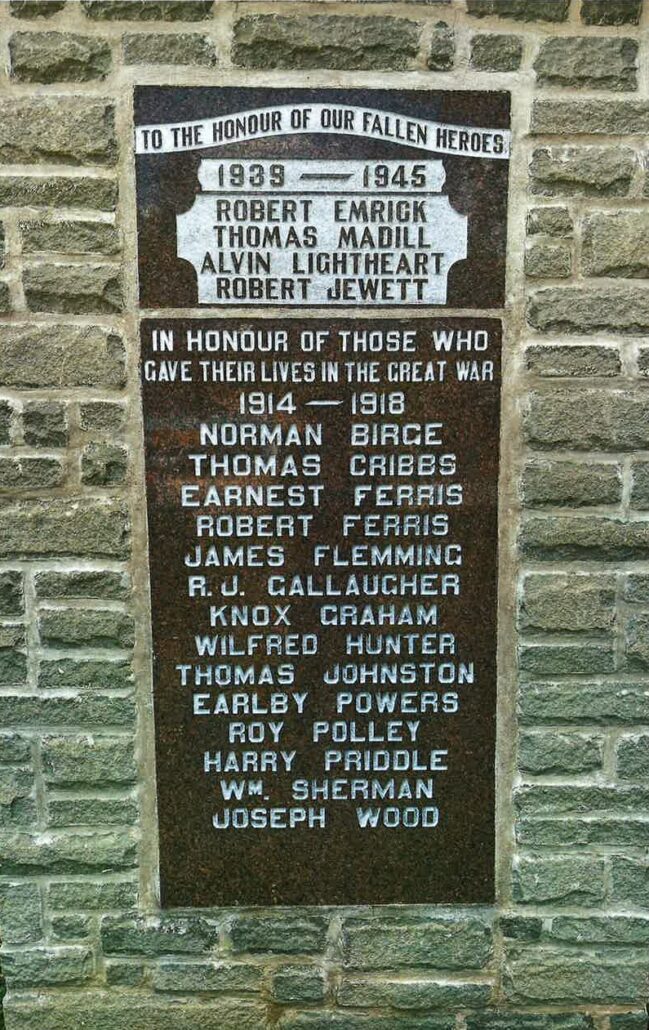 TO THE HONOUR OF OUR FALLEN HEROES
1939 — 1945
ROBERT EMRICK
THOMAS MADILL
ALVIN LIGHTHEART
ROBERT JEWETT
IN HONOUR OF THOSE WHO
GAVE THEIR LIVES IN THE GREAT WAR
1914 — 1918
NORMAN BIRGE
THOMAS CRIBBS
EARNEST FERRIS
ROBERT FERRIS
JAMES FLEMMING
R. J. GALLAUGHER
KNOX GRAHAM
WILFRED HUNTER
THOMAS JOHNSTON
EARLBY POWERS
ROY POLLEY
HARRY PRIDDLE
WM. SHERMAN
JOSEPH WOOD